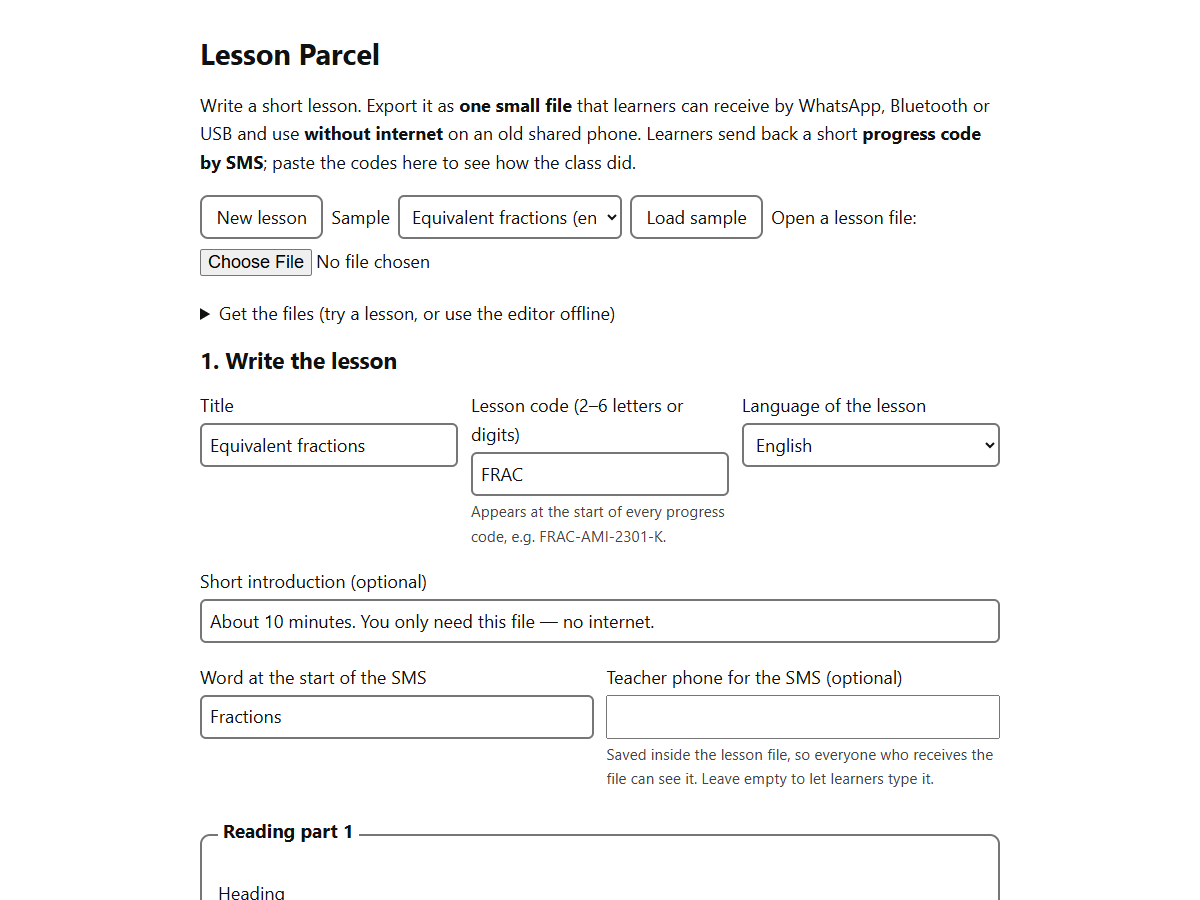 Lesson Parcel
Write a short lesson. Export it as one small file that learners can receive by WhatsApp, Bluetooth or
USB and use without internet on an old shared phone. Learners send back a short progress code
by SMS; paste the codes here to see how the class did.
New lesson Sample Equivalent fractions (en Load sample Open a lesson file:
Choose File No file chosen
Get the files (try a lesson, or use the editor offline)
1. Write the lesson
Title
Equivalent fractions
Lesson code (2–6 letters or
digits)
FRAC
Appears at the start of every progress
code, e.g. FRAC-AMI-2301-K.
Language of the lesson
English
Short introduction (optional)
About 10 minutes. You only need this file — no internet.
Word at the start of the SMS
Fractions
Teacher phone for the SMS (optional)
Saved inside the lesson file, so everyone who receives the
file can see it. Leave empty to let learners type it.
Reading part 1
Heading